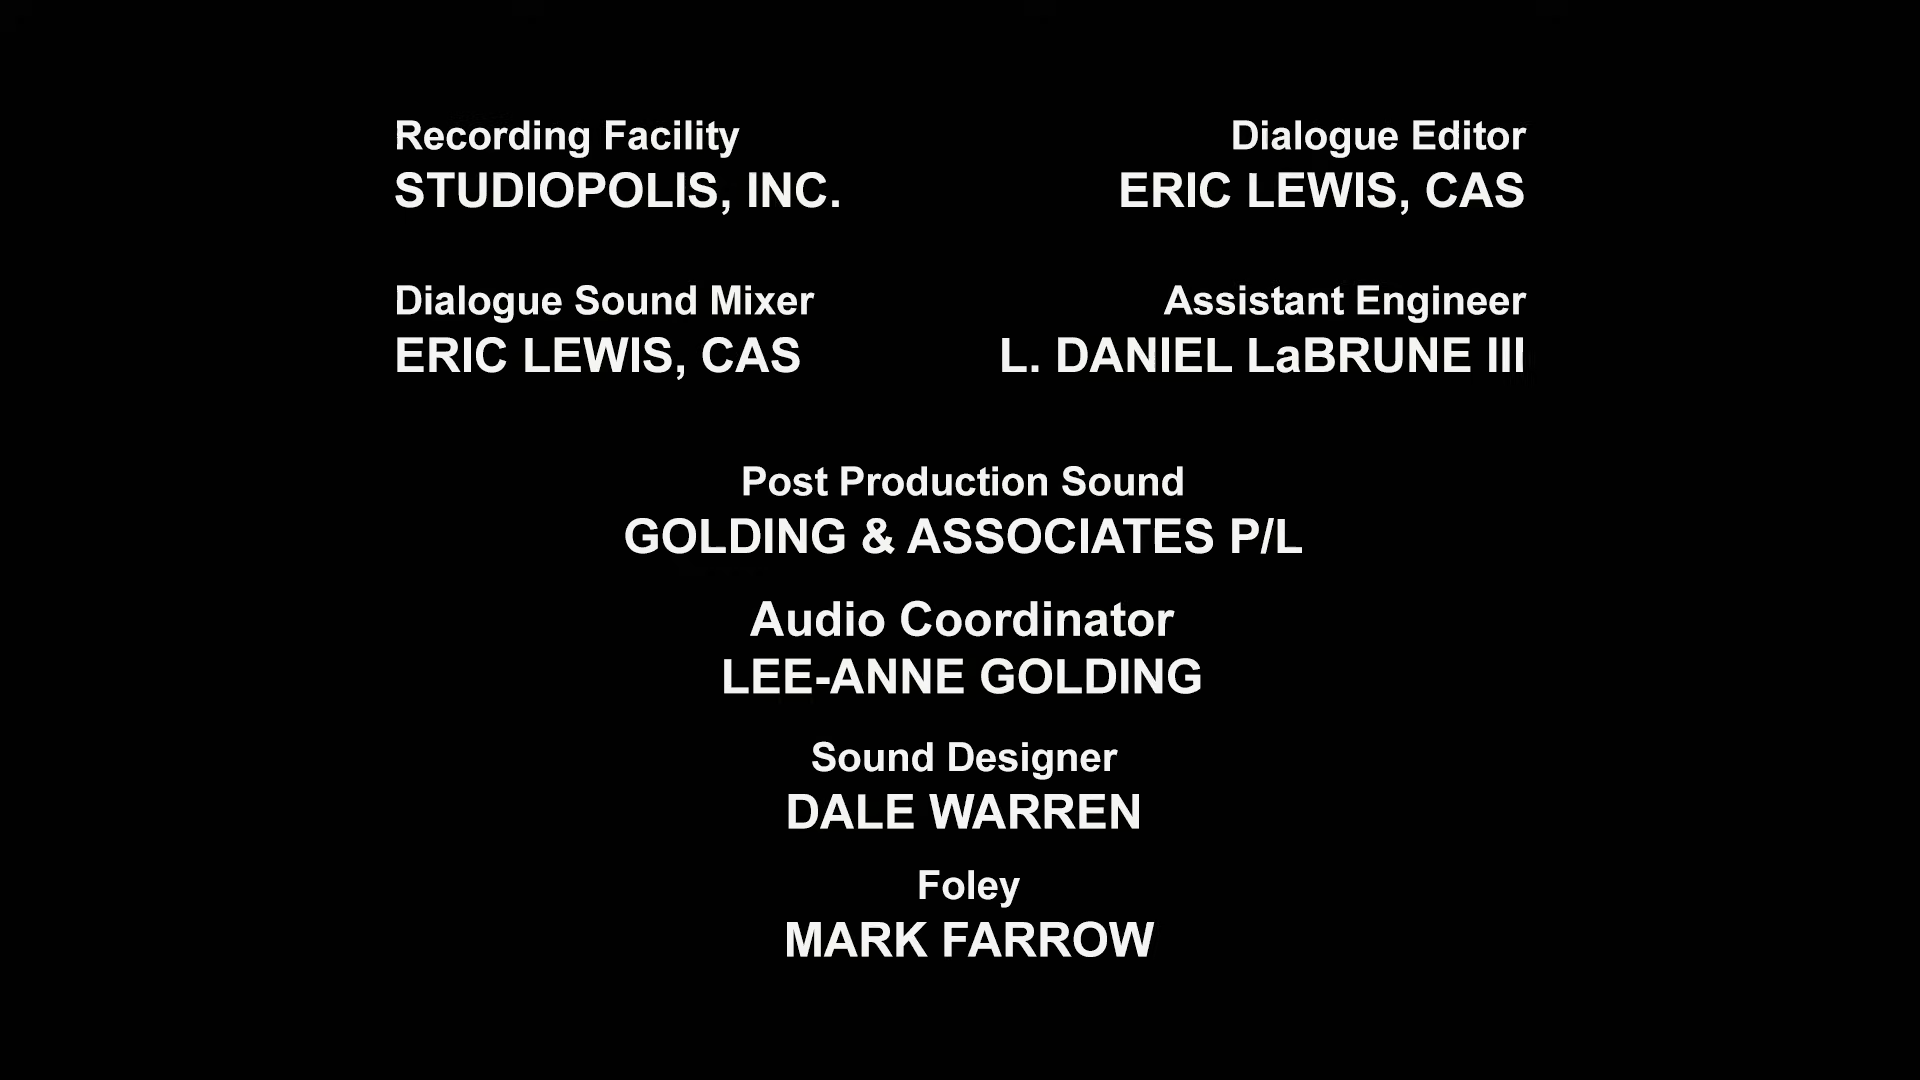 Recording Facility
STUDIOPOLIS, INC.
Dialogue Editor
ERIC LEWIS, CAS
Dialogue Sound Mixer
ERIC LEWIS, CAS
Assistant Engineer
L. DANIEL LaBRUNE III
Post Production Sound
GOLDING & ASSOCIATES P/L
Audio Coordinator
LEE-ANNE GOLDING
Sound Designer
DALE WARREN
Foley
MARK FARROW